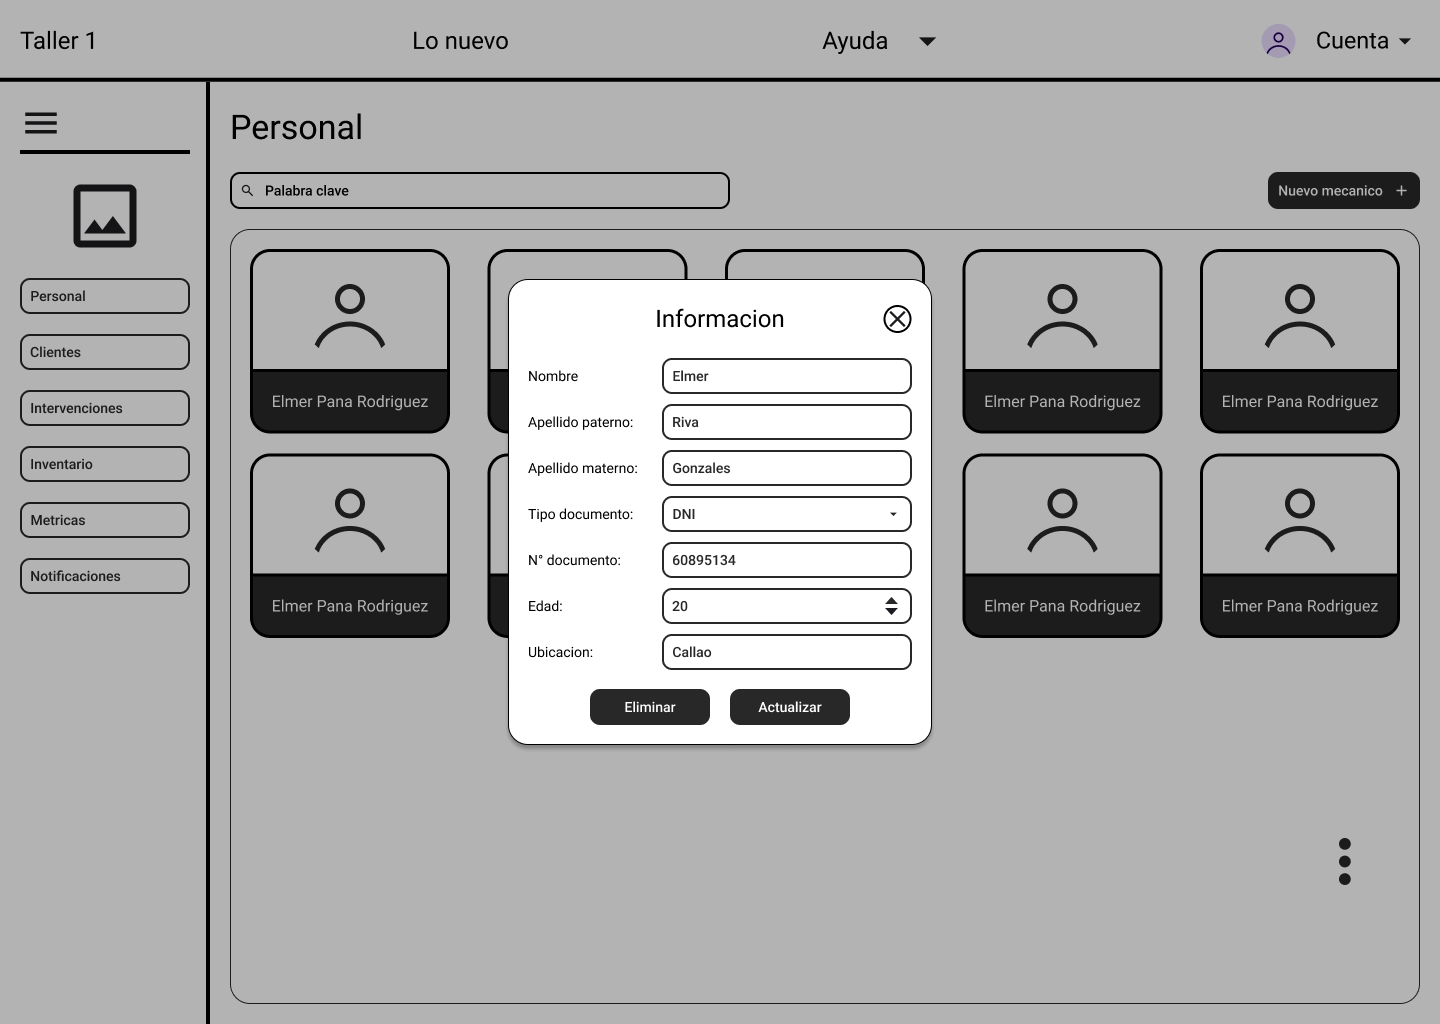 Taller 1
Lo nuevo
Ayuda
Cuenta
Personal
Palabra clave
Nuevo mecanico
Personal
Clientes
Intervenciones
Inventario
Metricas
Notificaciones
Elmer Pana Rodriguez
Elmer Pana Rodriguez
Elmer Pana Rodriguez
Elmer Pana Rodriguez
Elmer Pana Rodriguez
Elmer Pana Rodriguez
Informacion
Nombre
Elmer
Apellido paterno:
Riva
Apellido materno:
Gonzales
Tipo documento:
DNI
N° documento:
60895134
Edad:
20
Ubicacion:
Callao
Eliminar
Actualizar